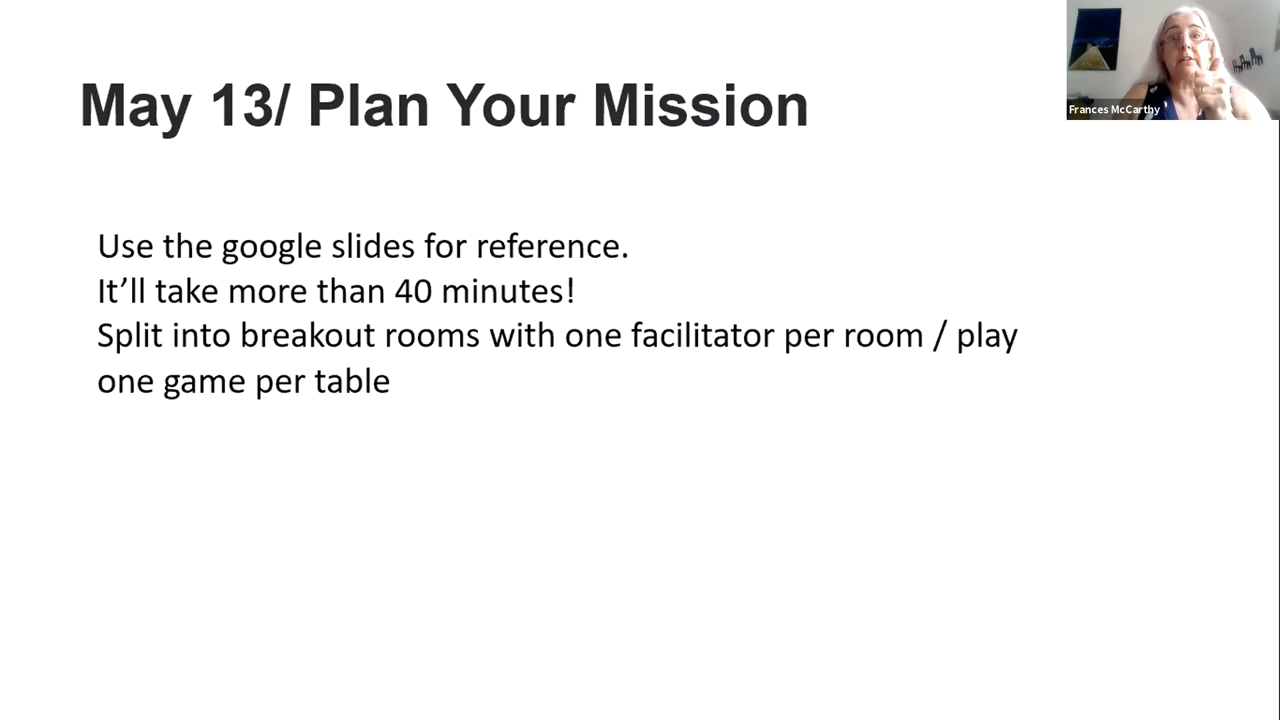 May 13/ Plan Your Mission
Frances McCarthy
Use the google slides for reference.
It’ll take more than 40 minutes!
Split into breakout rooms with one facilitator per room / play
one game per table